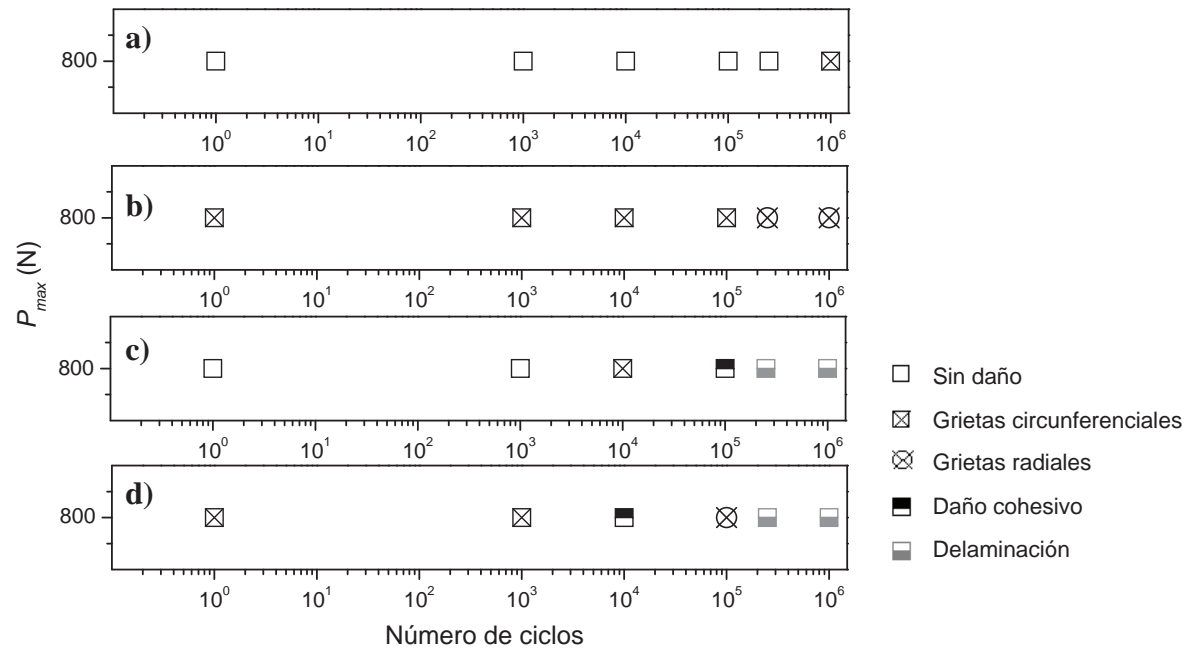 a)
800
10^0 10^1 10^2 10^3 10^4 10^5 10^6
b)
800
10^0 10^1 10^2 10^3 10^4 10^5 10^6
P_max (N)
c)
800
10^0 10^1 10^2 10^3 10^4 10^5 10^6
d)
800
10^0 10^1 10^2 10^3 10^4 10^5 10^6
Número de ciclos
Sin daño
Grietas circunferenciales
Grietas radiales
Daño cohesivo
Delaminación